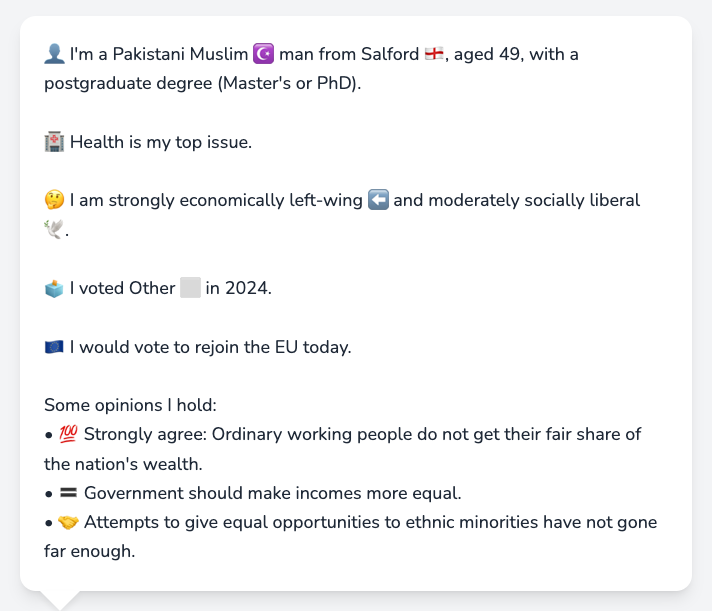 👤 I'm a Pakistani Muslim ☪️ man from Salford 🏴󠁧󠁢󠁥󠁮󠁧󠁿, aged 49, with a
postgraduate degree (Master's or PhD).
🏥 Health is my top issue.
🤔 I am strongly economically left-wing ⬅️ and moderately socially liberal
🕊️.
🗳️ I voted Other ⬜ in 2024.
🇪🇺 I would vote to rejoin the EU today.
Some opinions I hold:
• 💯 Strongly agree: Ordinary working people do not get their fair share of
the nation's wealth.
• 🟰 Government should make incomes more equal.
• 🤝 Attempts to give equal opportunities to ethnic minorities have not gone
far enough.